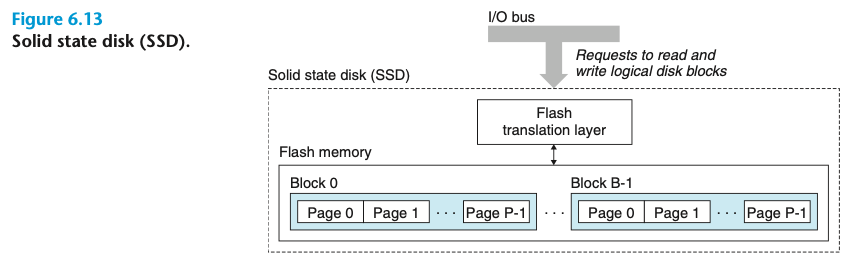 Figure 6.13
Solid state disk (SSD).
I/O bus
Requests to read and
write logical disk blocks
Solid state disk (SSD)
Flash
translation layer
Flash memory
Block 0
Block B-1
Page 0 Page 1 · · · Page P-1 · · · Page 0 Page 1 · · · Page P-1